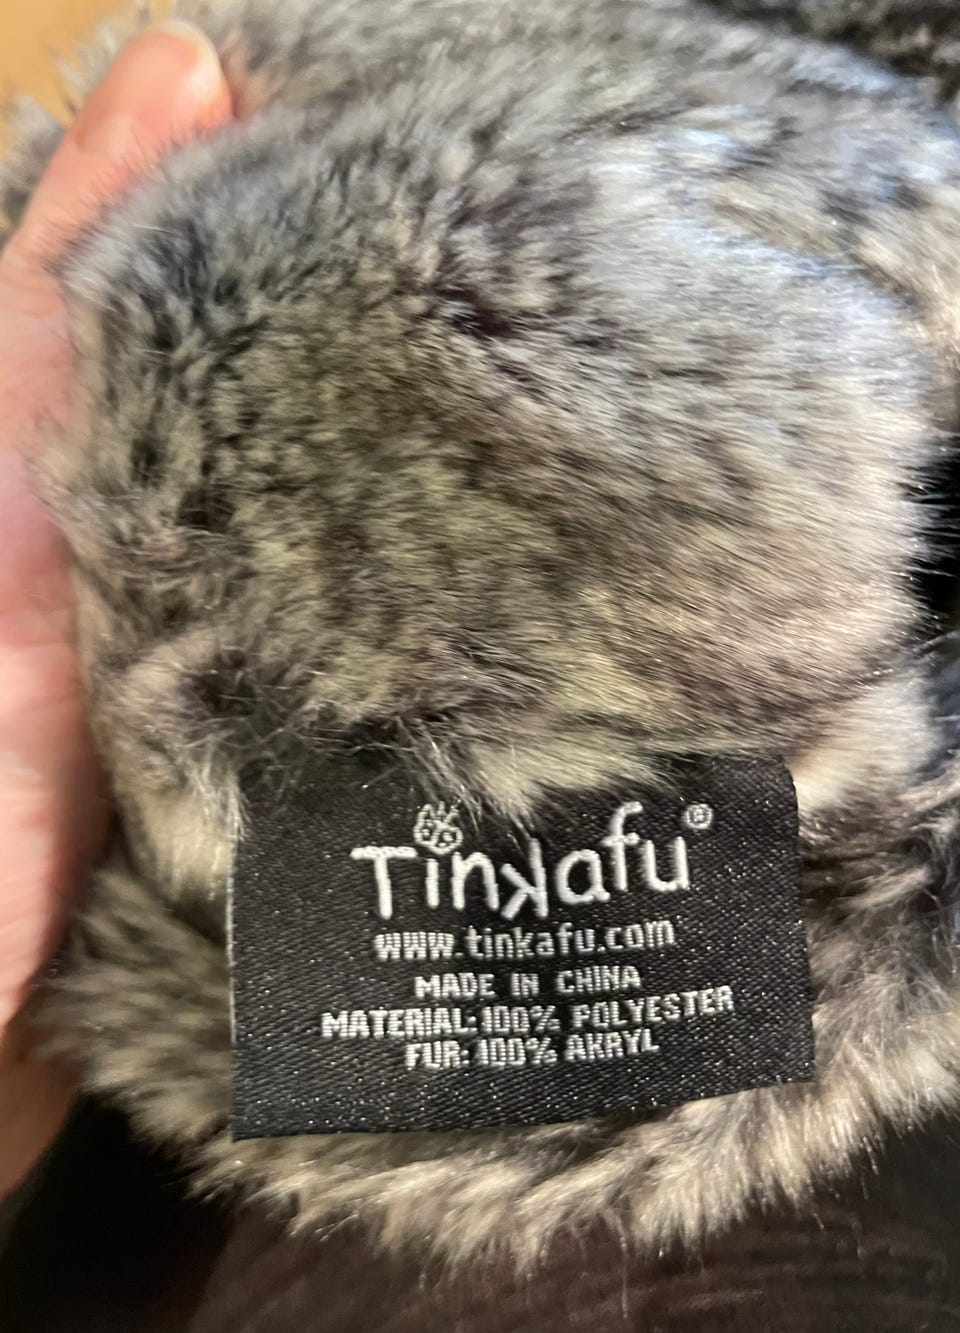 Tinkafu®
www.tinkafu.com
MADE IN CHINA
MATERIAL:100% POLYESTER
FUR: 100% AKRYL